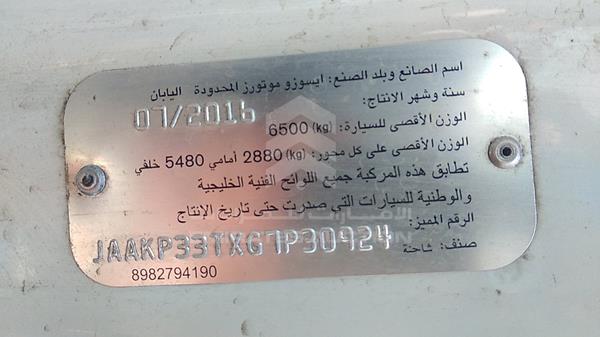 اسم الصانع وبلد الصنع: ايسوزو موتورز المحدودة اليابان
سنة وشهر الانتاج: 07/2016
الوزن الأقصى للسيارة: 6500 (kg)
الوزن الأقصى على كل محور: 2880 (kg) أمامي 5480 خلفي
تطابق هذه المركبة جميع اللوائح الفنية الخليجية
والوطنية للسيارات التي صدرت حتى تاريخ الإنتاج
الرقم المميز: JAAKP33TXG7P30924
صنف: شاحنة
8982794190